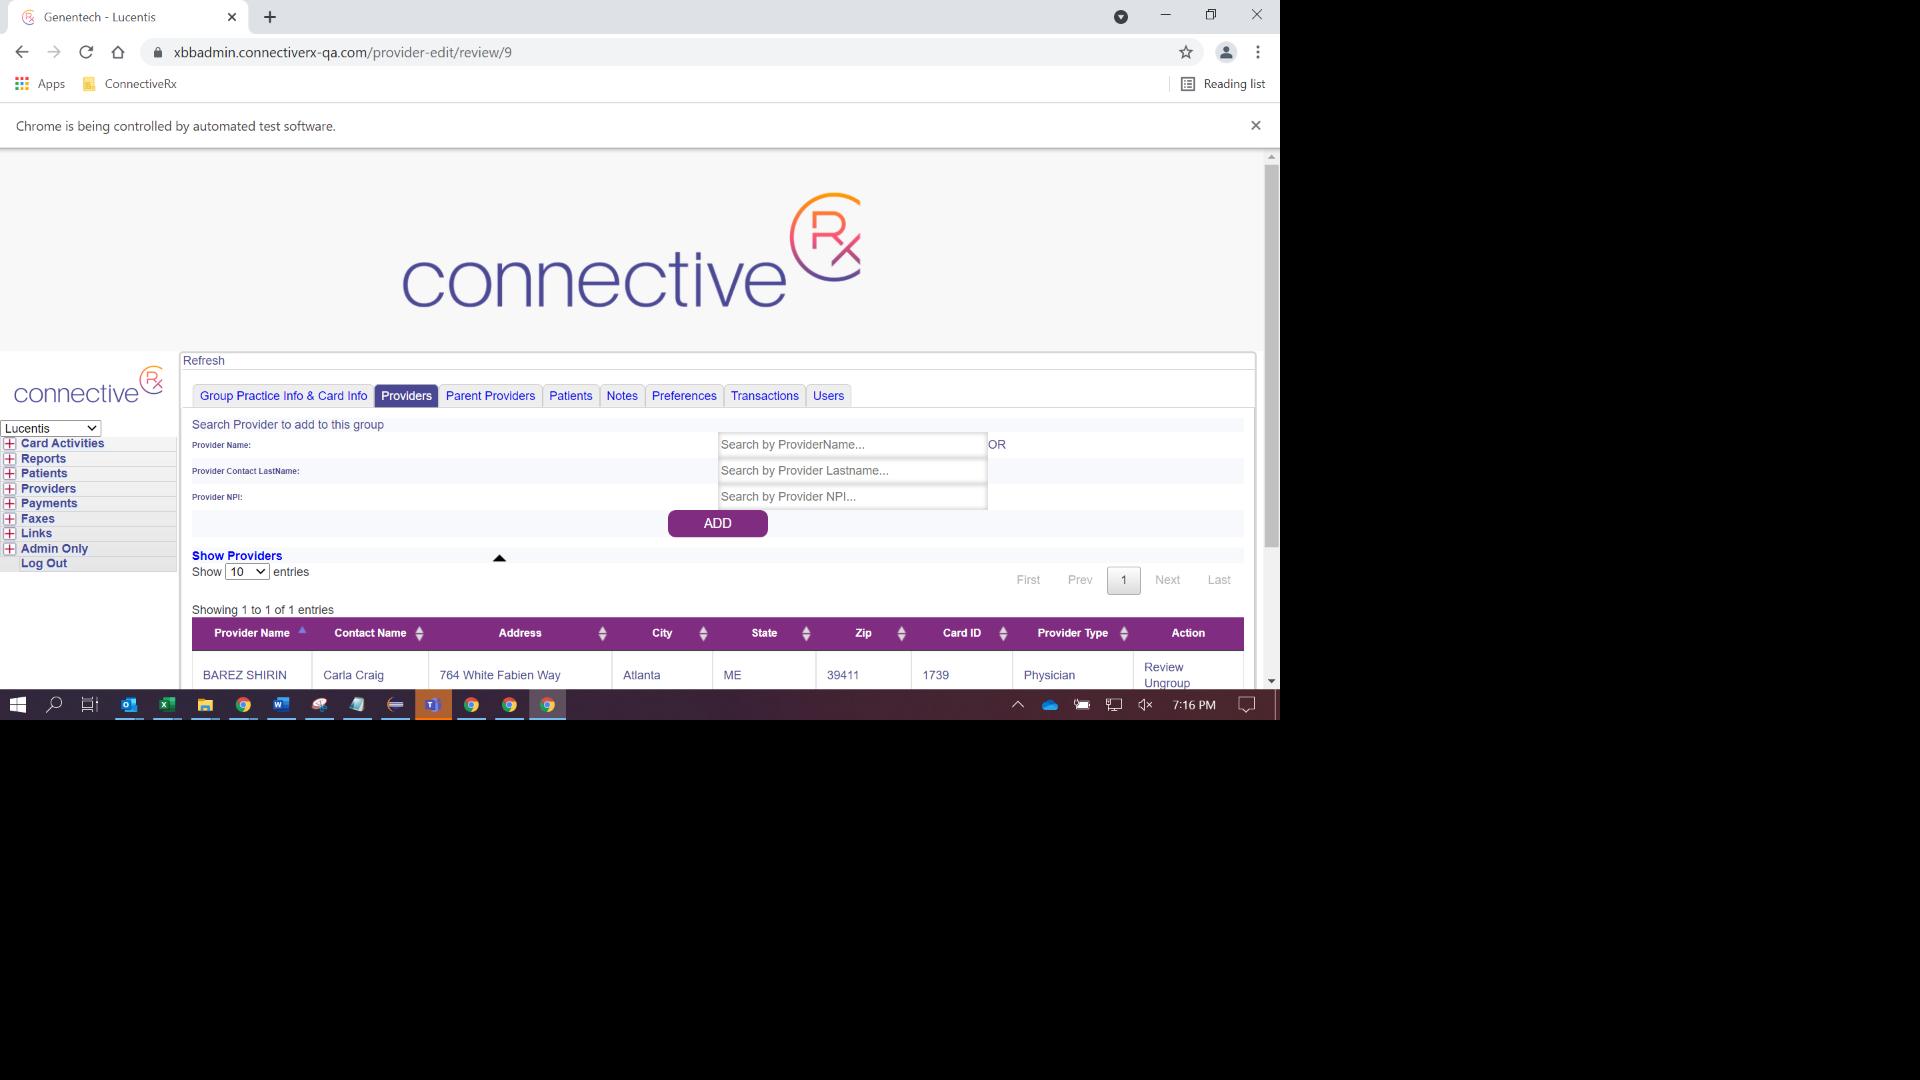 Genentech - Lucentis
xbbadmin.connectiverx-qa.com/provider-edit/review/9
Apps
ConnectiveRx
Reading list
Chrome is being controlled by automated test software.
connective Rx
connective Rx
Lucentis
Card Activities
Reports
Patients
Providers
Payments
Faxes
Links
Admin Only
Log Out
Refresh
Group Practice Info & Card Info Providers Parent Providers Patients Notes Preferences Transactions Users
Search Provider to add to this group
Provider Name: Search by ProviderName... OR
Provider Contact LastName: Search by Provider Lastname...
Provider NPI: Search by Provider NPI...
ADD
Show Providers
Show 10 entries
First Prev 1 Next Last
Showing 1 to 1 of 1 entries
Provider Name Contact Name Address City State Zip Card ID Provider Type Action
BAREZ SHIRIN Carla Craig 764 White Fabien Way Atlanta ME 39411 1739 Physician Review
Ungroup
7:16 PM